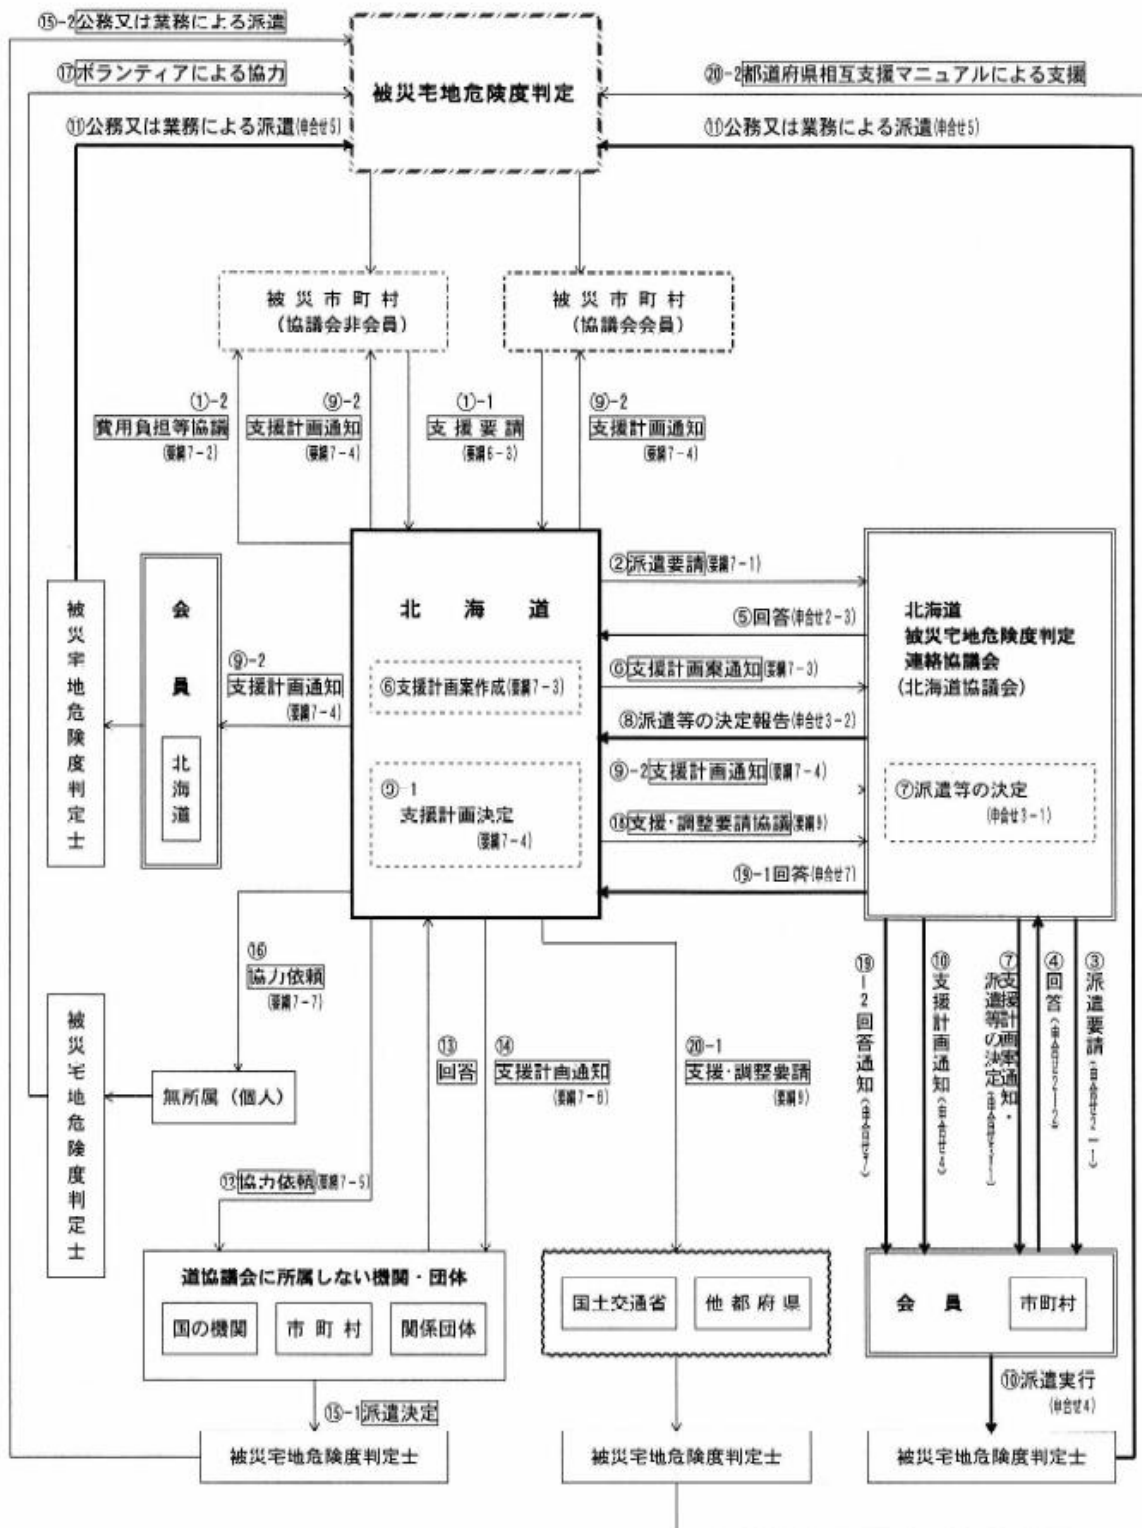 ⑮-2公務又は業務による派遣
⑰ボランティアによる協力
⑪公務又は業務による派遣(申合せ5)
被災宅地危険度判定
⑳-2都道府県相互支援マニュアルによる支援
⑪公務又は業務による派遣(申合せ5)
被災市町村
(協議会非会員)
被災市町村
(協議会会員)
①-2
費用負担等協議
(要綱7-2)
⑨-2
支援計画通知
(要綱7-4)
①-1
支援要請
(要綱6-3)
⑨-2
支援計画通知
(要綱7-4)
被災宅地危険度判定士
会員
北海道
⑨-2
支援計画通知
(要綱7-4)
北海道
⑥支援計画案作成(要綱7-3)
⑨-1
支援計画決定
(要綱7-4)
②派遣要請(要綱7-1)
⑤回答(申合せ2-3)
⑥支援計画案通知(要綱7-3)
⑧派遣等の決定報告(申合せ3-2)
⑨-2支援計画通知(要綱7-4)
⑱支援・調整要請協議(要綱9)
⑲-1回答(申合せ7)
北海道
被災宅地危険度判定
連絡協議会
(北海道協議会)
⑦派遣等の決定
(申合せ3-1)
⑯
協力依頼
(要綱7-7)
被災宅地危険度判定士
無所属(個人)
⑫協力依頼(要綱7-5)
⑬
回答
⑭
支援計画通知
(要綱7-6)
⑳-1
支援・調整要請
(要綱9)
⑲-2回答通知(申合せ7)
⑩支援計画通知(申合せ4)
⑦支援計画案通知・
派遣等の決定(申合せ3-1)
④回答(申合せ2-2)
③派遣要請(申合せ2-1)
道協議会に所属しない機関・団体
国の機関
市町村
関係団体
国土交通省
他都府県
会員
市町村
⑮-1派遣決定
⑩派遣実行
(申合せ4)
被災宅地危険度判定士
被災宅地危険度判定士
被災宅地危険度判定士